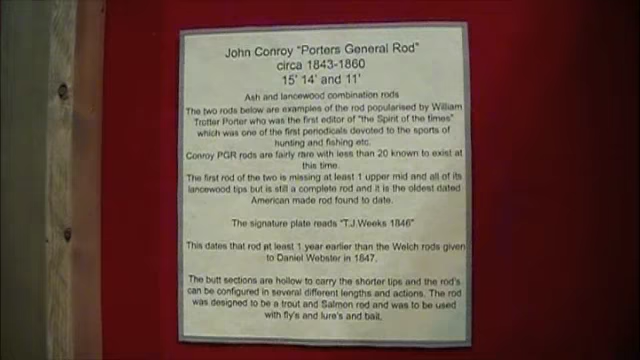 John Conroy "Porters General Rod"
circa 1843-1860
15' 14' and 11'
Ash and lancewood combination rods
The two rods below are examples of the rod popularised by William
Trotter Porter who was the first editor of "the Spirit of the times"
which was one of the first periodicals devoted to the sports of
hunting and fishing etc.
Conroy PGR rods are fairly rare with less than 20 known to exist at
this time.
The first rod of the two is missing at least 1 upper mid and all of its
lancewood tips but is still a complete rod and it is the oldest dated
American made rod found to date.
The signature plate reads "T.J.Weeks 1846"
This dates that rod at least 1 year earlier than the Welch rods given
to Daniel Webster in 1847.
The butt sections are hollow to carry the shorter tips and the rod's
can be configured in several different lengths and actions. The rod
was designed to be a trout and Salmon rod and was to be used
with fly's and lure's and bait.